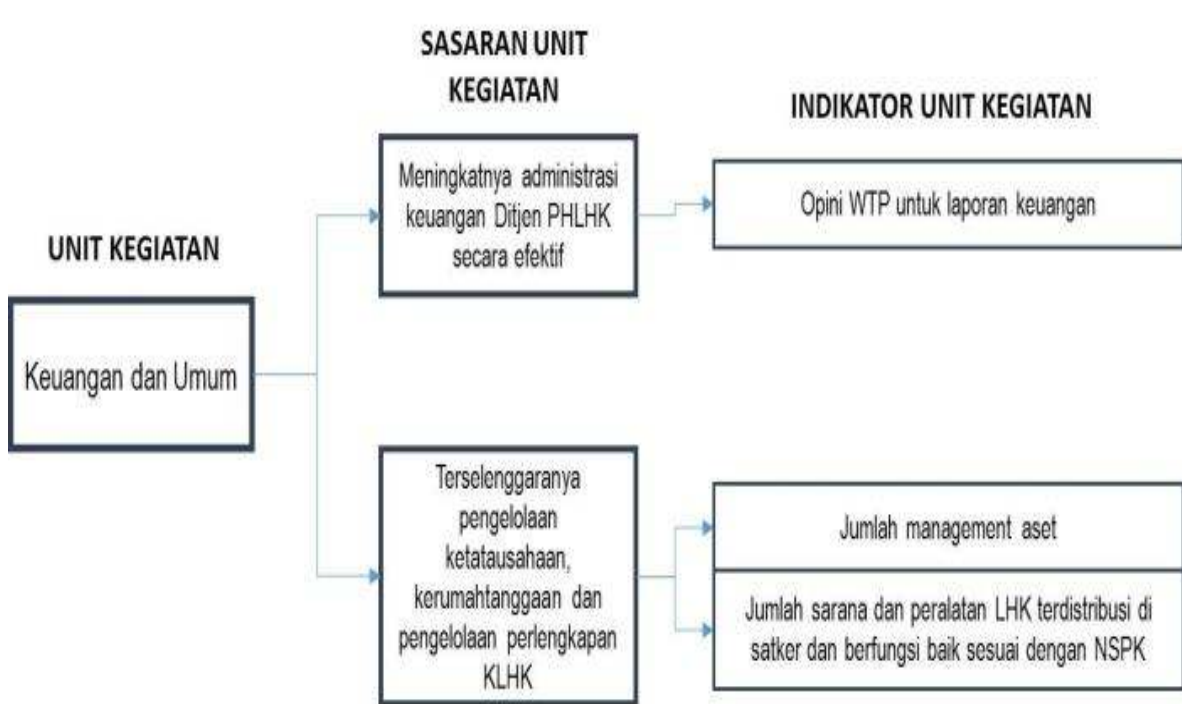 SASARAN UNIT
KEGIATAN
INDIKATOR UNIT KEGIATAN
UNIT KEGIATAN
Keuangan dan Umum
Meningkatnya administrasi
keuangan Ditjen PHLHK
secara efektif
Opini WTP untuk laporan keuangan
Terselenggaranya
pengelolaan
ketatausahaan,
kerumahtanggaan dan
pengelolaan perlengkapan
KLHK
Jumlah management aset
Jumlah sarana dan peralatan LHK terdistribusi di
satker dan berfungsi baik sesuai dengan NSPK